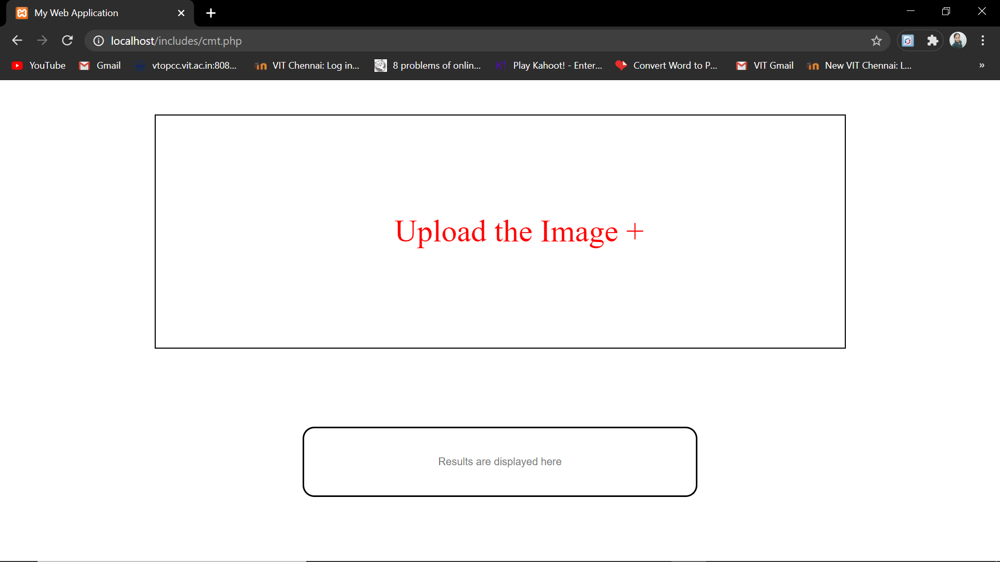 My Web Application
localhost/includes/cmt.php
YouTube Gmail vtopcc.vit.ac.in:808... VIT Chennai: Log in... 8 problems of onlin... Play Kahoot! - Enter... Convert Word to P... VIT Gmail New VIT Chennai: L... »
Upload the Image +
Results are displayed here